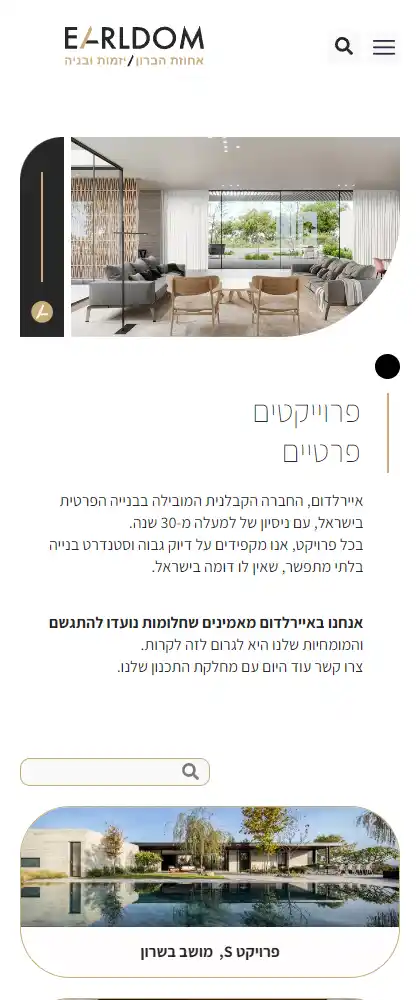 EARLDOM
אחוזת הברון/יזמות ובניה
פרוייקטים
פרטיים
איירלדום, החברה הקבלנית המובילה בבנייה הפרטית
בישראל, עם ניסיון של למעלה מ-30 שנה.
בכל פרויקט, אנו מקפידים על דיוק גבוה וסטנדרט בנייה
בלתי מתפשר, שאין לו דומה בישראל.
אנחנו באיירלדום מאמינים שחלומות נועדו להתגשם
והמומחיות שלנו היא לגרום לזה לקרות.
צרו קשר עוד היום עם מחלקת התכנון שלנו.
פרויקט S, מושב בשרון